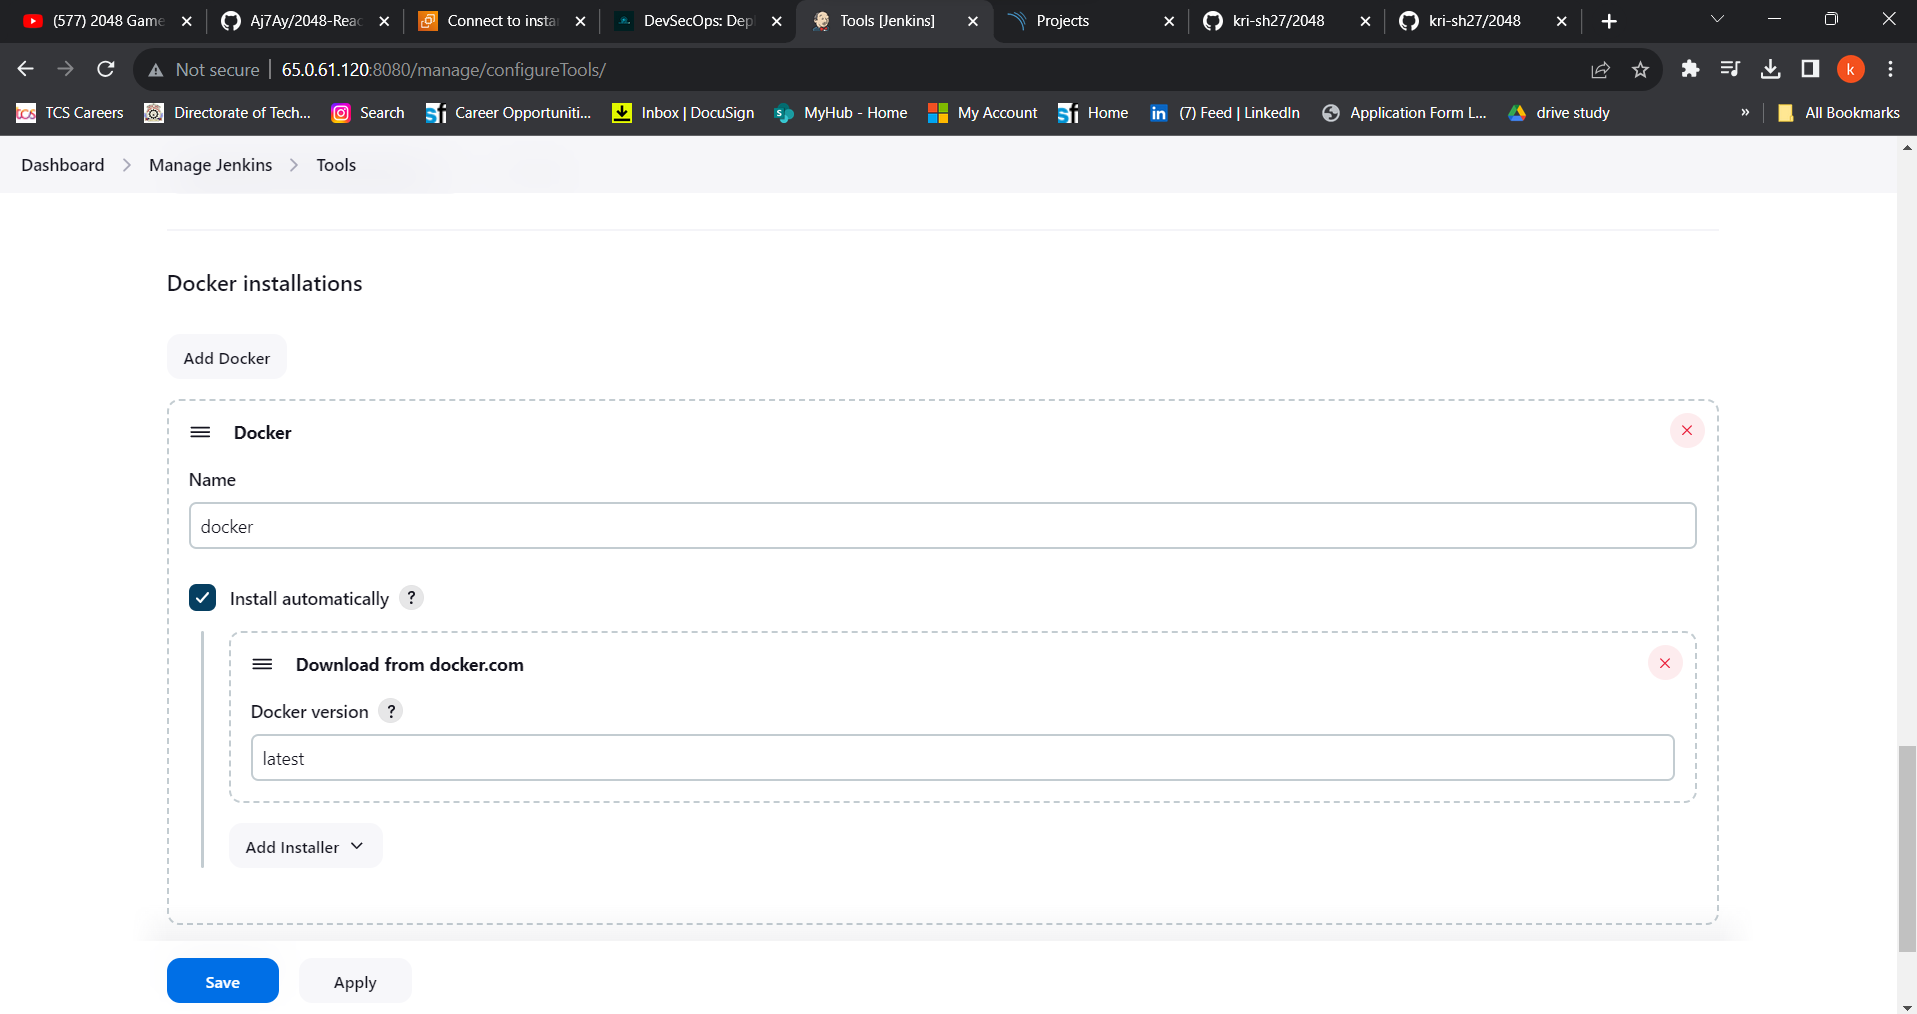 (577) 2048 Game
Aj7Ay/2048-Reac
Connect to insta
DevSecOps: Dep
Tools [Jenkins]
Projects
kri-sh27/2048
kri-sh27/2048
Not secure
65.0.61.120:8080/manage/configureTools/
k
tcs TCS Careers
Directorate of Tech...
Search
Sf Career Opportuniti...
Inbox | DocuSign
S MyHub - Home
My Account
Sf Home
in (7) Feed | LinkedIn
Application Form L...
drive study
»
All Bookmarks
Dashboard > Manage Jenkins > Tools
Docker installations
Add Docker
Docker
Name
docker
Install automatically ?
Download from docker.com
Docker version ?
latest
Add Installer
Save
Apply